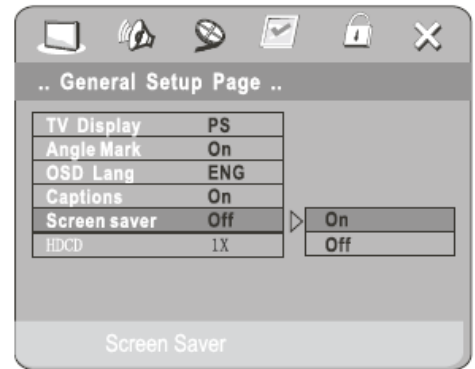 .. General Setup Page ..
TV Display PS
Angle Mark On
OSD Lang ENG
Captions On
Screen saver Off On
HDCD 1X Off
Screen Saver